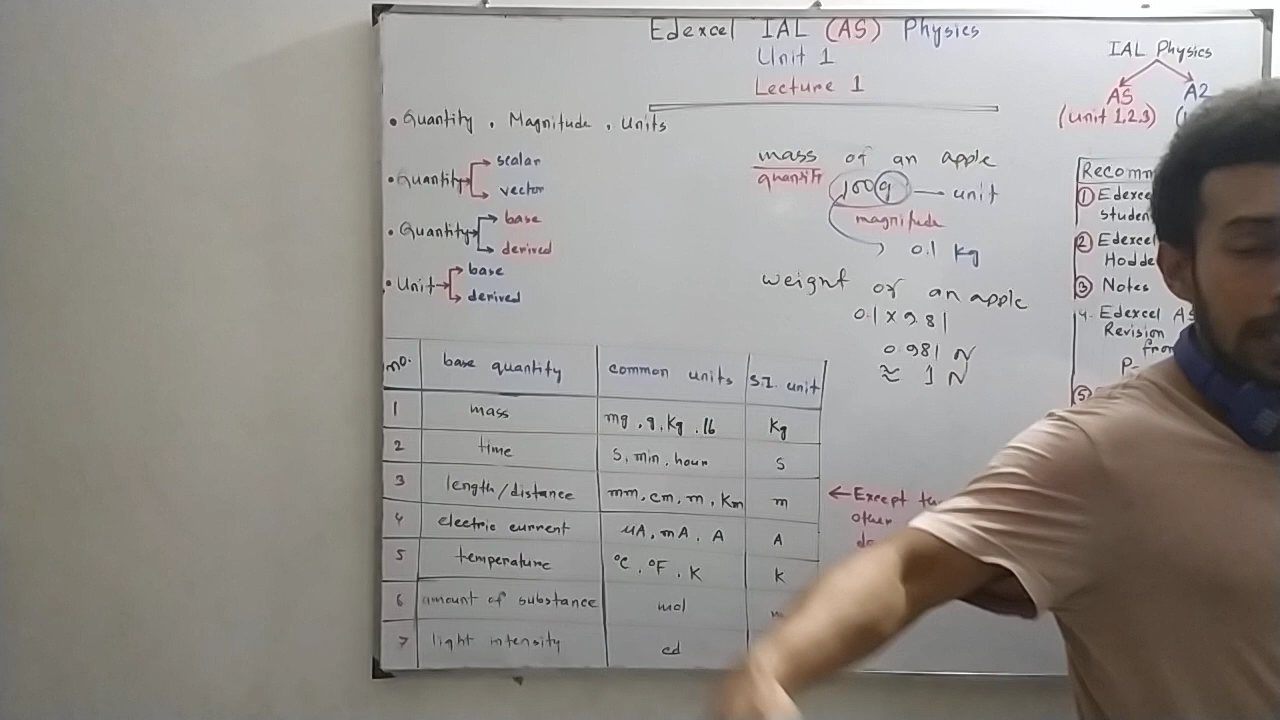 Edexcel IAL (AS) Physics
Unit 1
Lecture 1
IAL Physics
AS
A2
(unit 1,2,3)
• Quantity, Magnitude, Units
• Quantity
scalar
vector
• Quantity
base
derived
• Unit
base
derived
mass of an apple
quantity
100g — unit
magnitude
0.1 Kg
weight of an apple
0.1 x 9.81
0.981 N
≈ 1 N
① Edexcel
② Edexcel
③ Notes
4. Edexcel AS
Revision
from
⑤
no. base quantity common units S.I. unit
1 mass mg, g, Kg, lb Kg
2 time s, min, hour s
3 length/distance mm, cm, m, Km m
4 electric current μA, mA, A A
5 temperature °C, °F, K K
6 amount of substance mol
7 light intensity cd
← Except
other